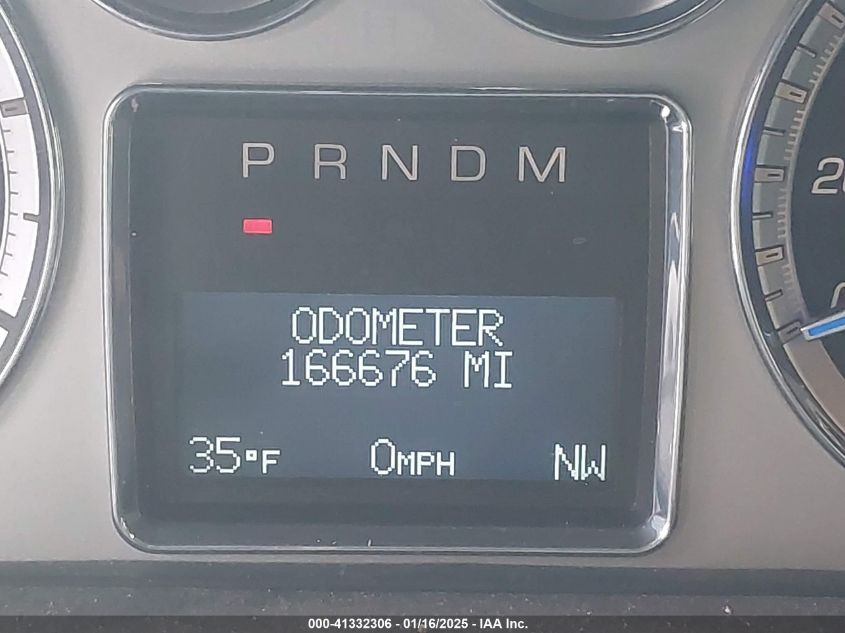 P R N D M
ODOMETER
166676 MI
35°F 0MPH NW
000-41332306 - 01/16/2025 - IAA Inc.